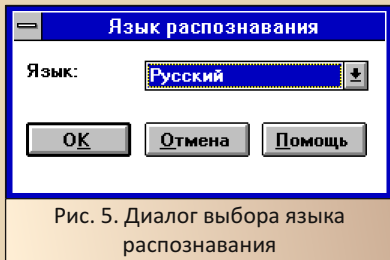 Язык распознавания
Язык: Русский
OK Отмена Помощь
Рис. 5. Диалог выбора языка
распознавания